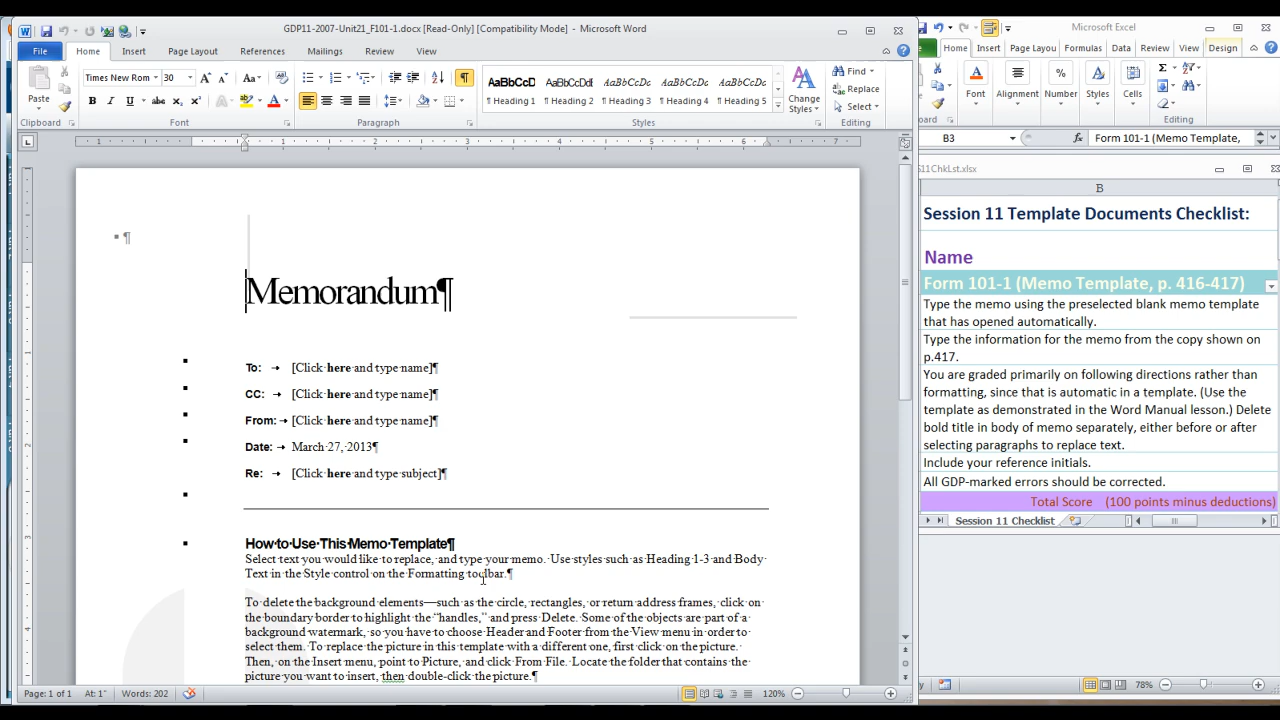 GDP11-2007-Unit21_F101-1.docx [Read-Only] [Compatibility Mode] - Microsoft Word
File Home Insert Page Layout References Mailings Review View
Times New Rom 30
Paste
Clipboard Font Paragraph Styles Editing
AaBbCcD AaBbCcDdE AaBbCcDd AaBbCcDd AaBbCcDd
¶ Heading 1 ¶ Heading 2 ¶ Heading 3 ¶ Heading 4 ¶ Heading 5
Change Styles
Find
Replace
Select
Memorandum¶
To: → [Click here and type name]¶
CC: → [Click here and type name]¶
From: → [Click here and type name]¶
Date: → March 27, 2013¶
Re: → [Click here and type subject]¶
How to Use This Memo Template¶
Select text you would like to replace, and type your memo. Use styles such as Heading 1-3 and Body
Text in the Style control on the Formatting toolbar.¶
To delete the background elements—such as the circle, rectangles, or return address frames, click on
the boundary border to highlight the “handles,” and press Delete. Some of the objects are part of a
background watermark, so you have to choose Header and Footer from the View menu in order to
select them. To replace the picture in this template with a different one, first click on the picture.
Then, on the Insert menu, point to Picture, and click From File. Locate the folder that contains the
picture you want to insert, then double-click the picture.¶
Page: 1 of 1 At: 1" Words: 202 120%
Microsoft Excel
Home Insert Page Layou Formulas Data Review View Design
Font Alignment Number Styles Cells Editing
B3 fx Form 101-1 (Memo Template,
S11ChkLst.xlsx
B
Session 11 Template Documents Checklist:
Name
Form 101-1 (Memo Template, p. 416-417)
Type the memo using the preselected blank memo template
that has opened automatically.
Type the information for the memo from the copy shown on
p.417.
You are graded primarily on following directions rather than
formatting, since that is automatic in a template. (Use the
template as demonstrated in the Word Manual lesson.) Delete
bold title in body of memo separately, either before or after
selecting paragraphs to replace text.
Include your reference initials.
All GDP-marked errors should be corrected.
Total Score (100 points minus deductions)
Session 11 Checklist
78%